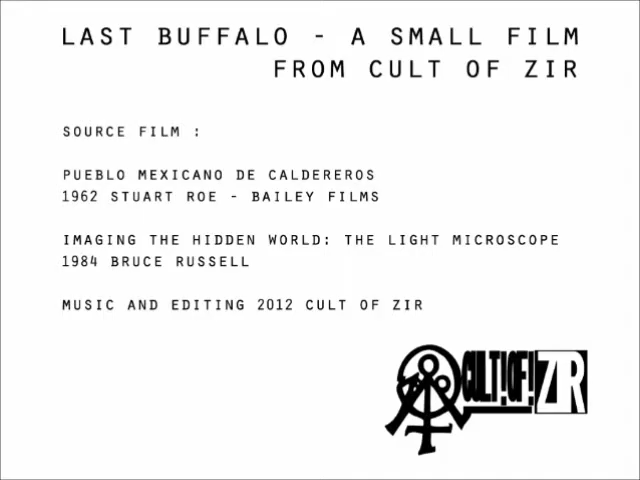 LAST BUFFALO - A SMALL FILM
FROM CULT OF ZIR
SOURCE FILM :
PUEBLO MEXICANO DE CALDEREROS
1962 STUART ROE - BAILEY FILMS
IMAGING THE HIDDEN WORLD: THE LIGHT MICROSCOPE
1984 BRUCE RUSSELL
MUSIC AND EDITING 2012 CULT OF ZIR
CULT!OF!ZIR